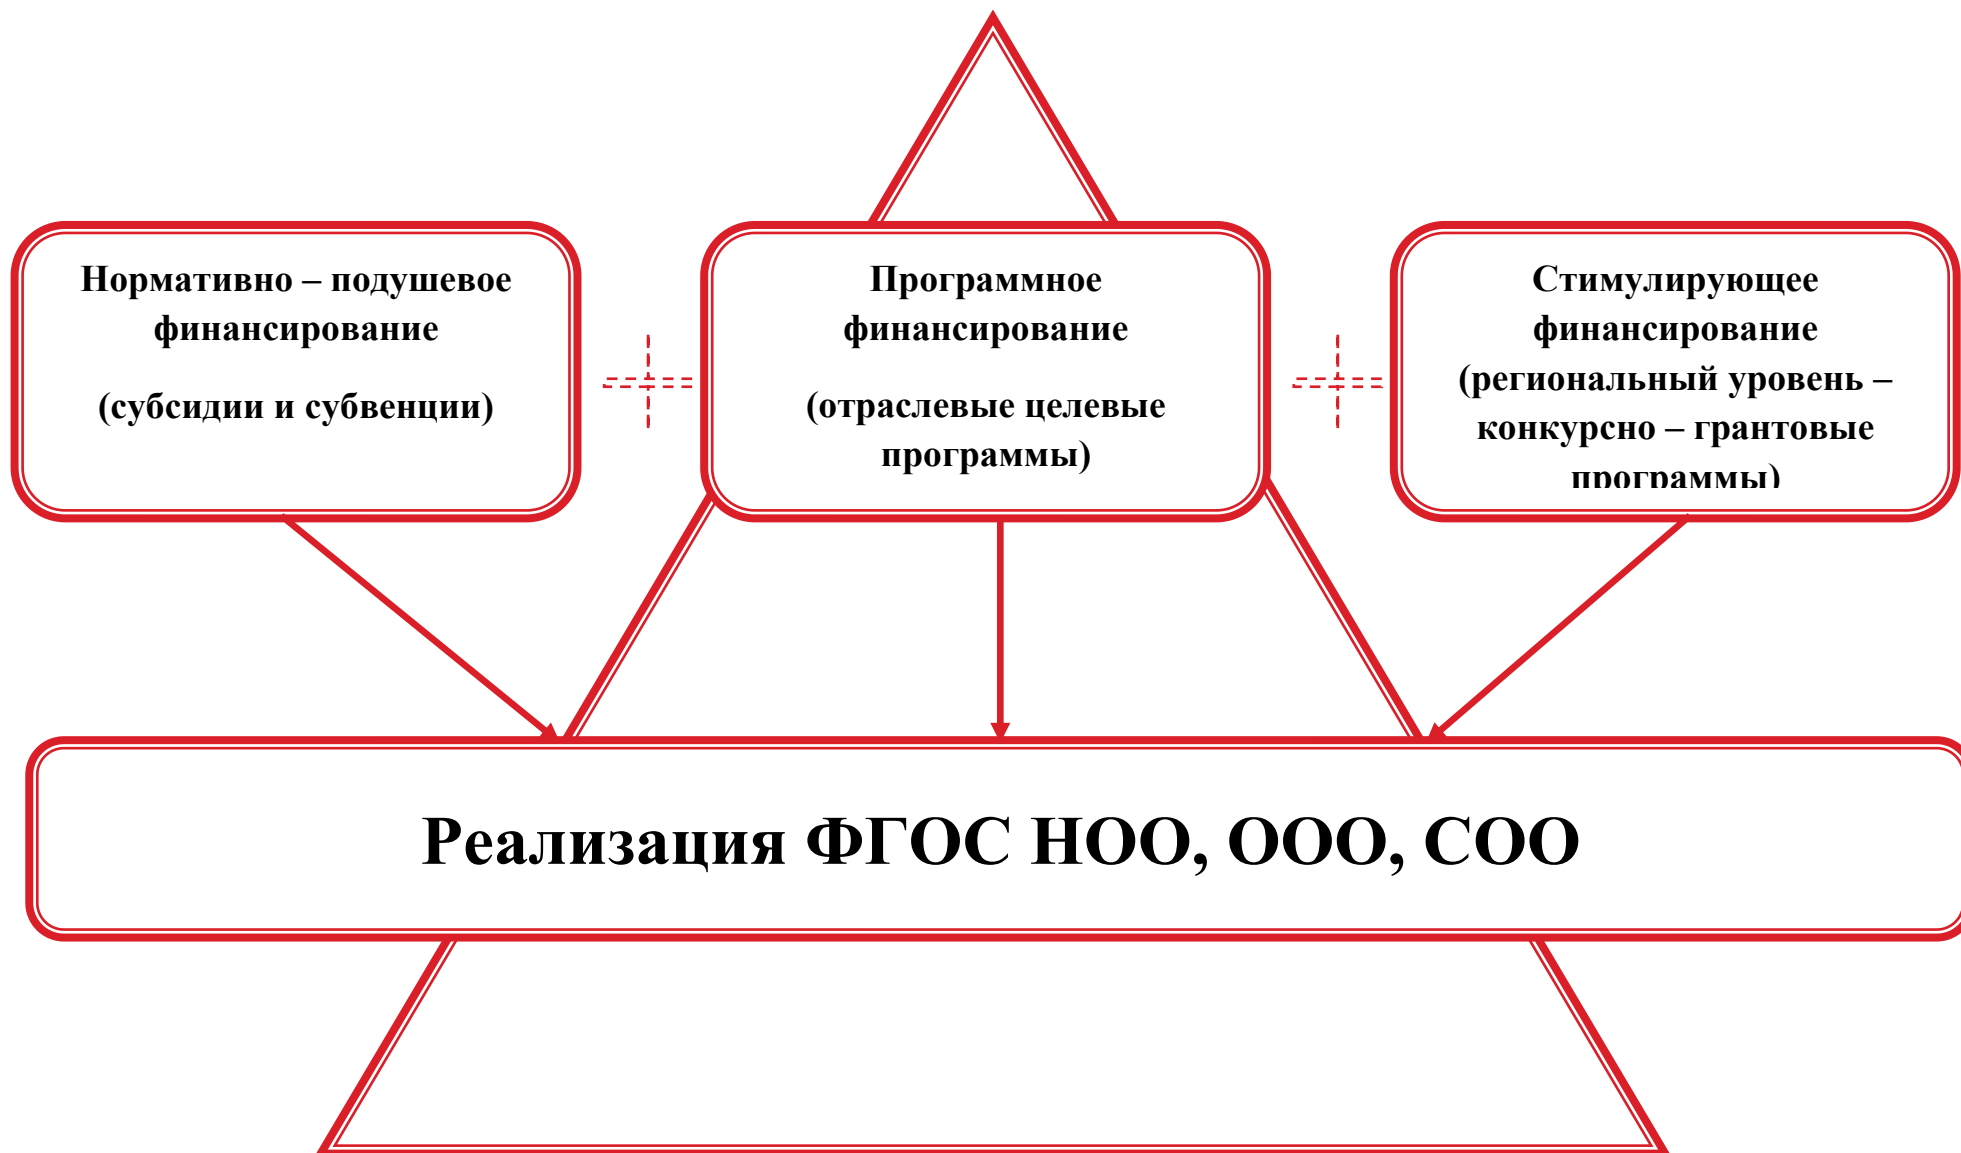 Нормативно – подушевое
финансирование
(субсидии и субвенции)
Программное
финансирование
(отраслевые целевые
программы)
Стимулирующее
финансирование
(региональный уровень –
конкурсно – грантовые
программы)
Реализация ФГОС НОО, ООО, СОО